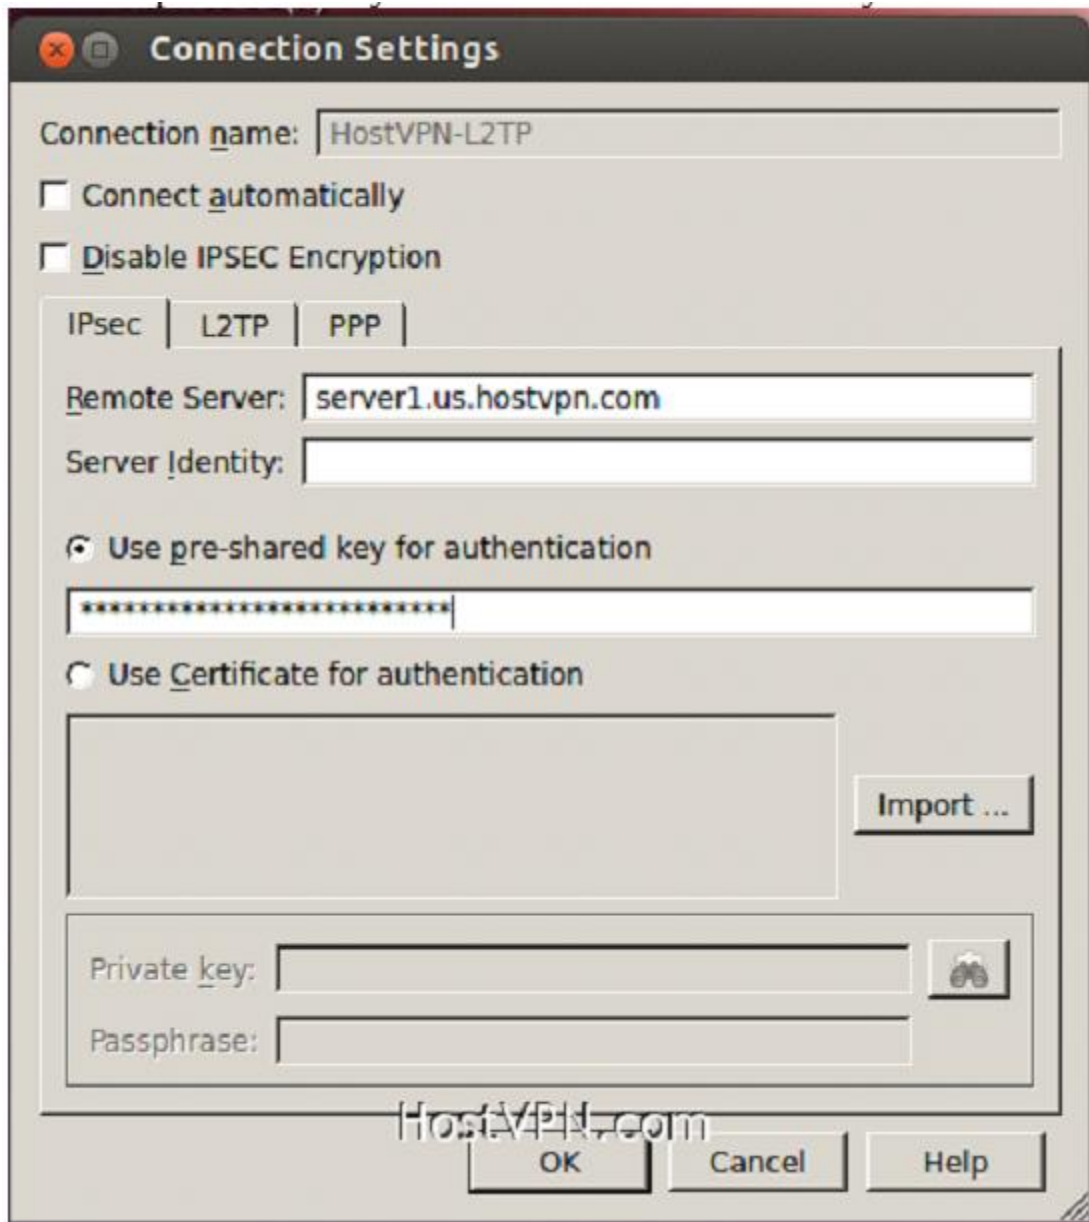 Connection Settings
Connection name: HostVPN-L2TP
Connect automatically
Disable IPSEC Encryption
IPsec L2TP PPP
Remote Server: server1.us.hostvpn.com
Server Identity:
Use pre-shared key for authentication
**************************
Use Certificate for authentication
Import ...
Private key:
Passphrase:
HostVPN.com
OK Cancel Help